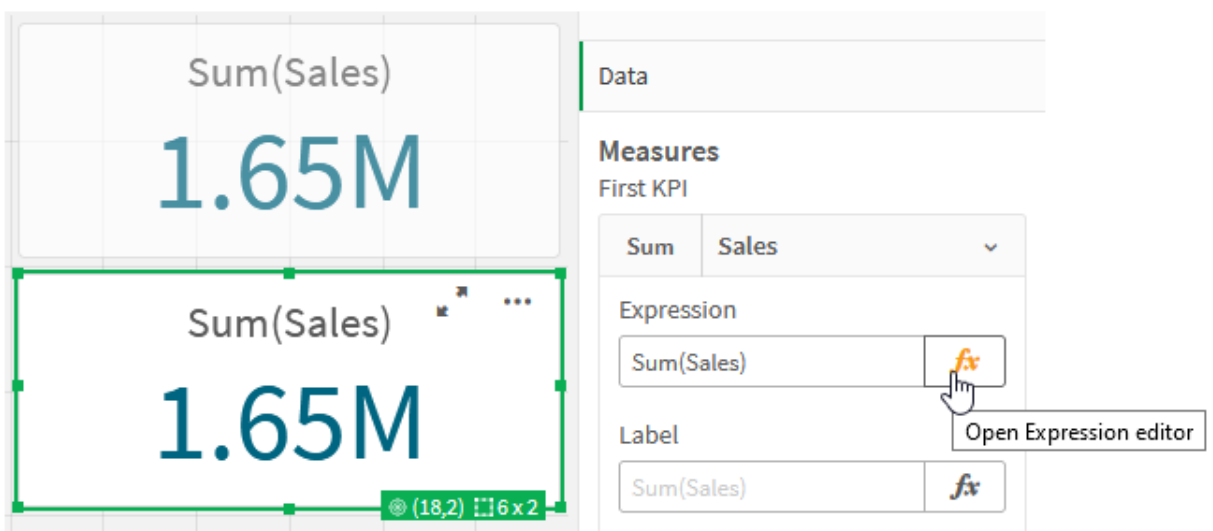 Sum(Sales)
1.65M
Sum(Sales)
1.65M
(18,2) 6 x 2
Data
Measures
First KPI
Sum Sales
Expression
Sum(Sales) fx
Open Expression editor
Label
Sum(Sales) fx